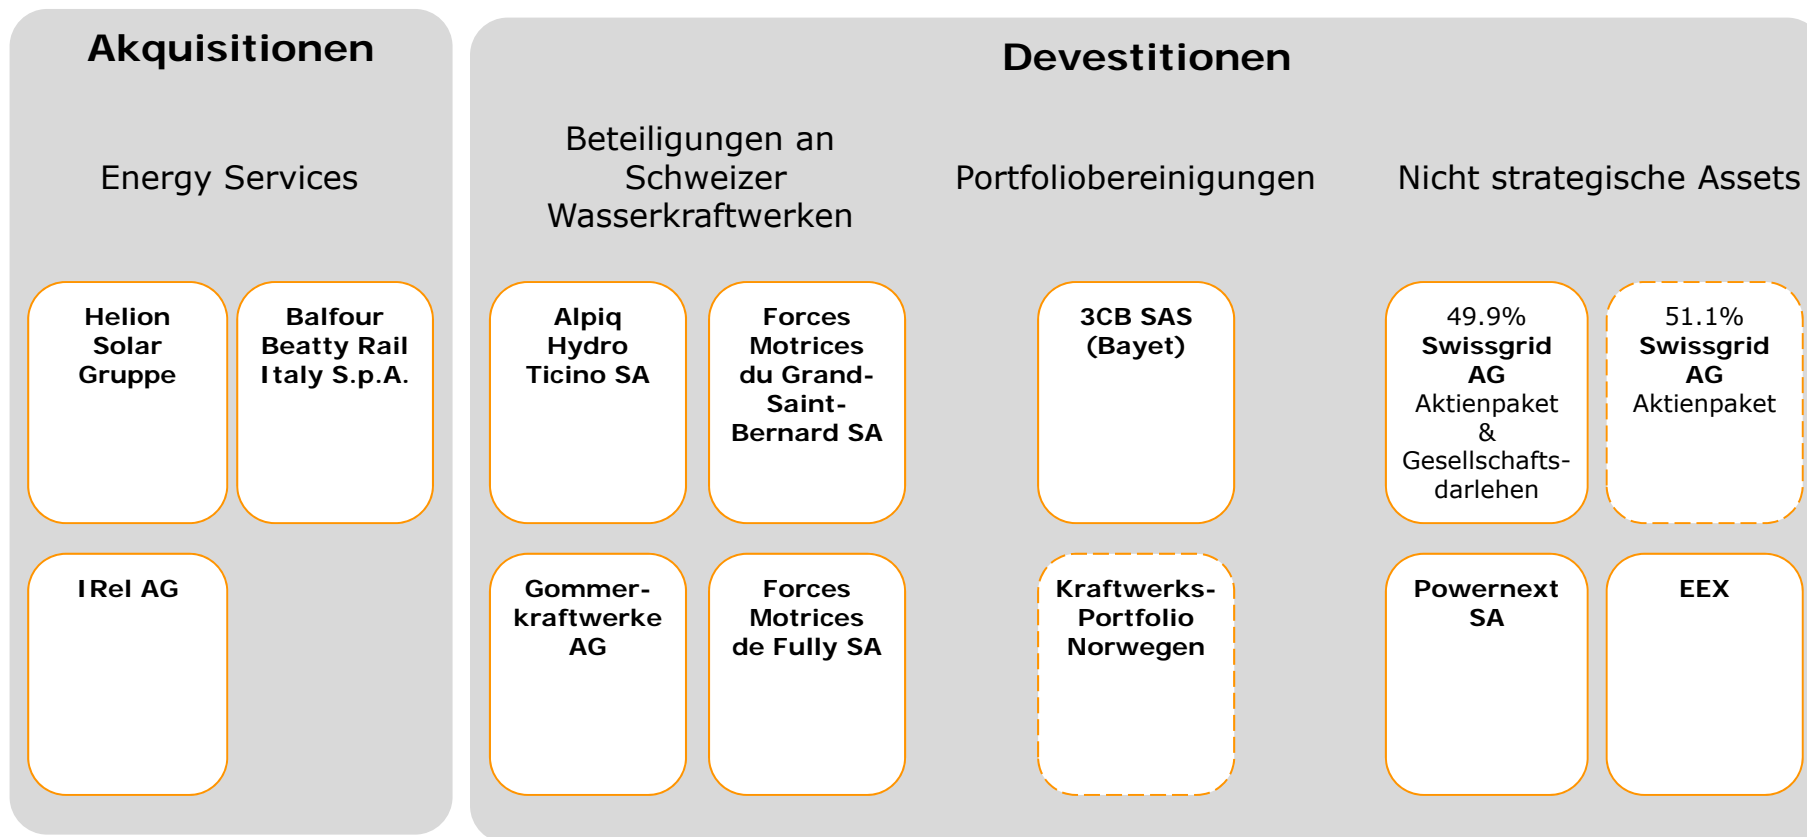 Akquisitionen
Energy Services
Helion
Solar
Gruppe
Balfour
Beatty Rail
Italy S.p.A.
IRel AG
Devestitionen
Beteiligungen an
Schweizer
Wasserkraftwerken
Alpiq
Hydro
Ticino SA
Forces
Motrices
du Grand-
Saint-
Bernard SA
Gommer-
kraftwerke
AG
Forces
Motrices
de Fully SA
Portfoliobereinigungen
3CB SAS
(Bayet)
Kraftwerks-
Portfolio
Norwegen
Nicht strategische Assets
49.9%
Swissgrid
AG
Aktienpaket
&
Gesellschafts-
darlehen
51.1%
Swissgrid
AG
Aktienpaket
Powernext
SA
EEX